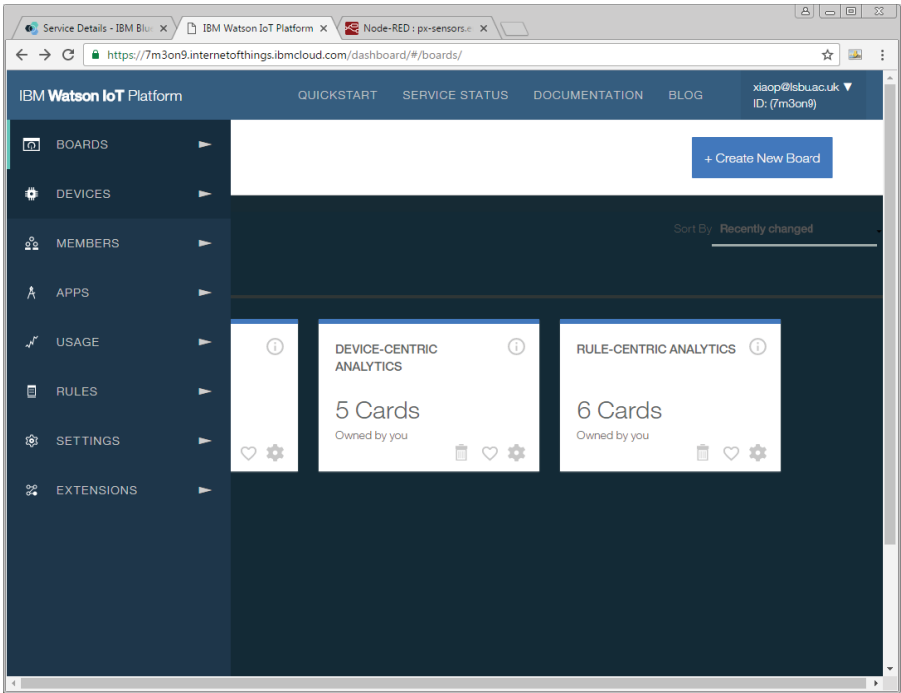 Service Details - IBM Blu
IBM Watson IoT Platform
Node-RED : px-sensors.e
https://7m3on9.internetofthings.ibmcloud.com/dashboard/#/boards/
IBM Watson IoT Platform
QUICKSTART
SERVICE STATUS
DOCUMENTATION
BLOG
xiaop@lsbu.ac.uk
ID: (7m3on9)
BOARDS
DEVICES
MEMBERS
APPS
USAGE
RULES
SETTINGS
EXTENSIONS
+ Create New Board
Sort By Recently changed
DEVICE-CENTRIC
ANALYTICS
5 Cards
Owned by you
RULE-CENTRIC ANALYTICS
6 Cards
Owned by you